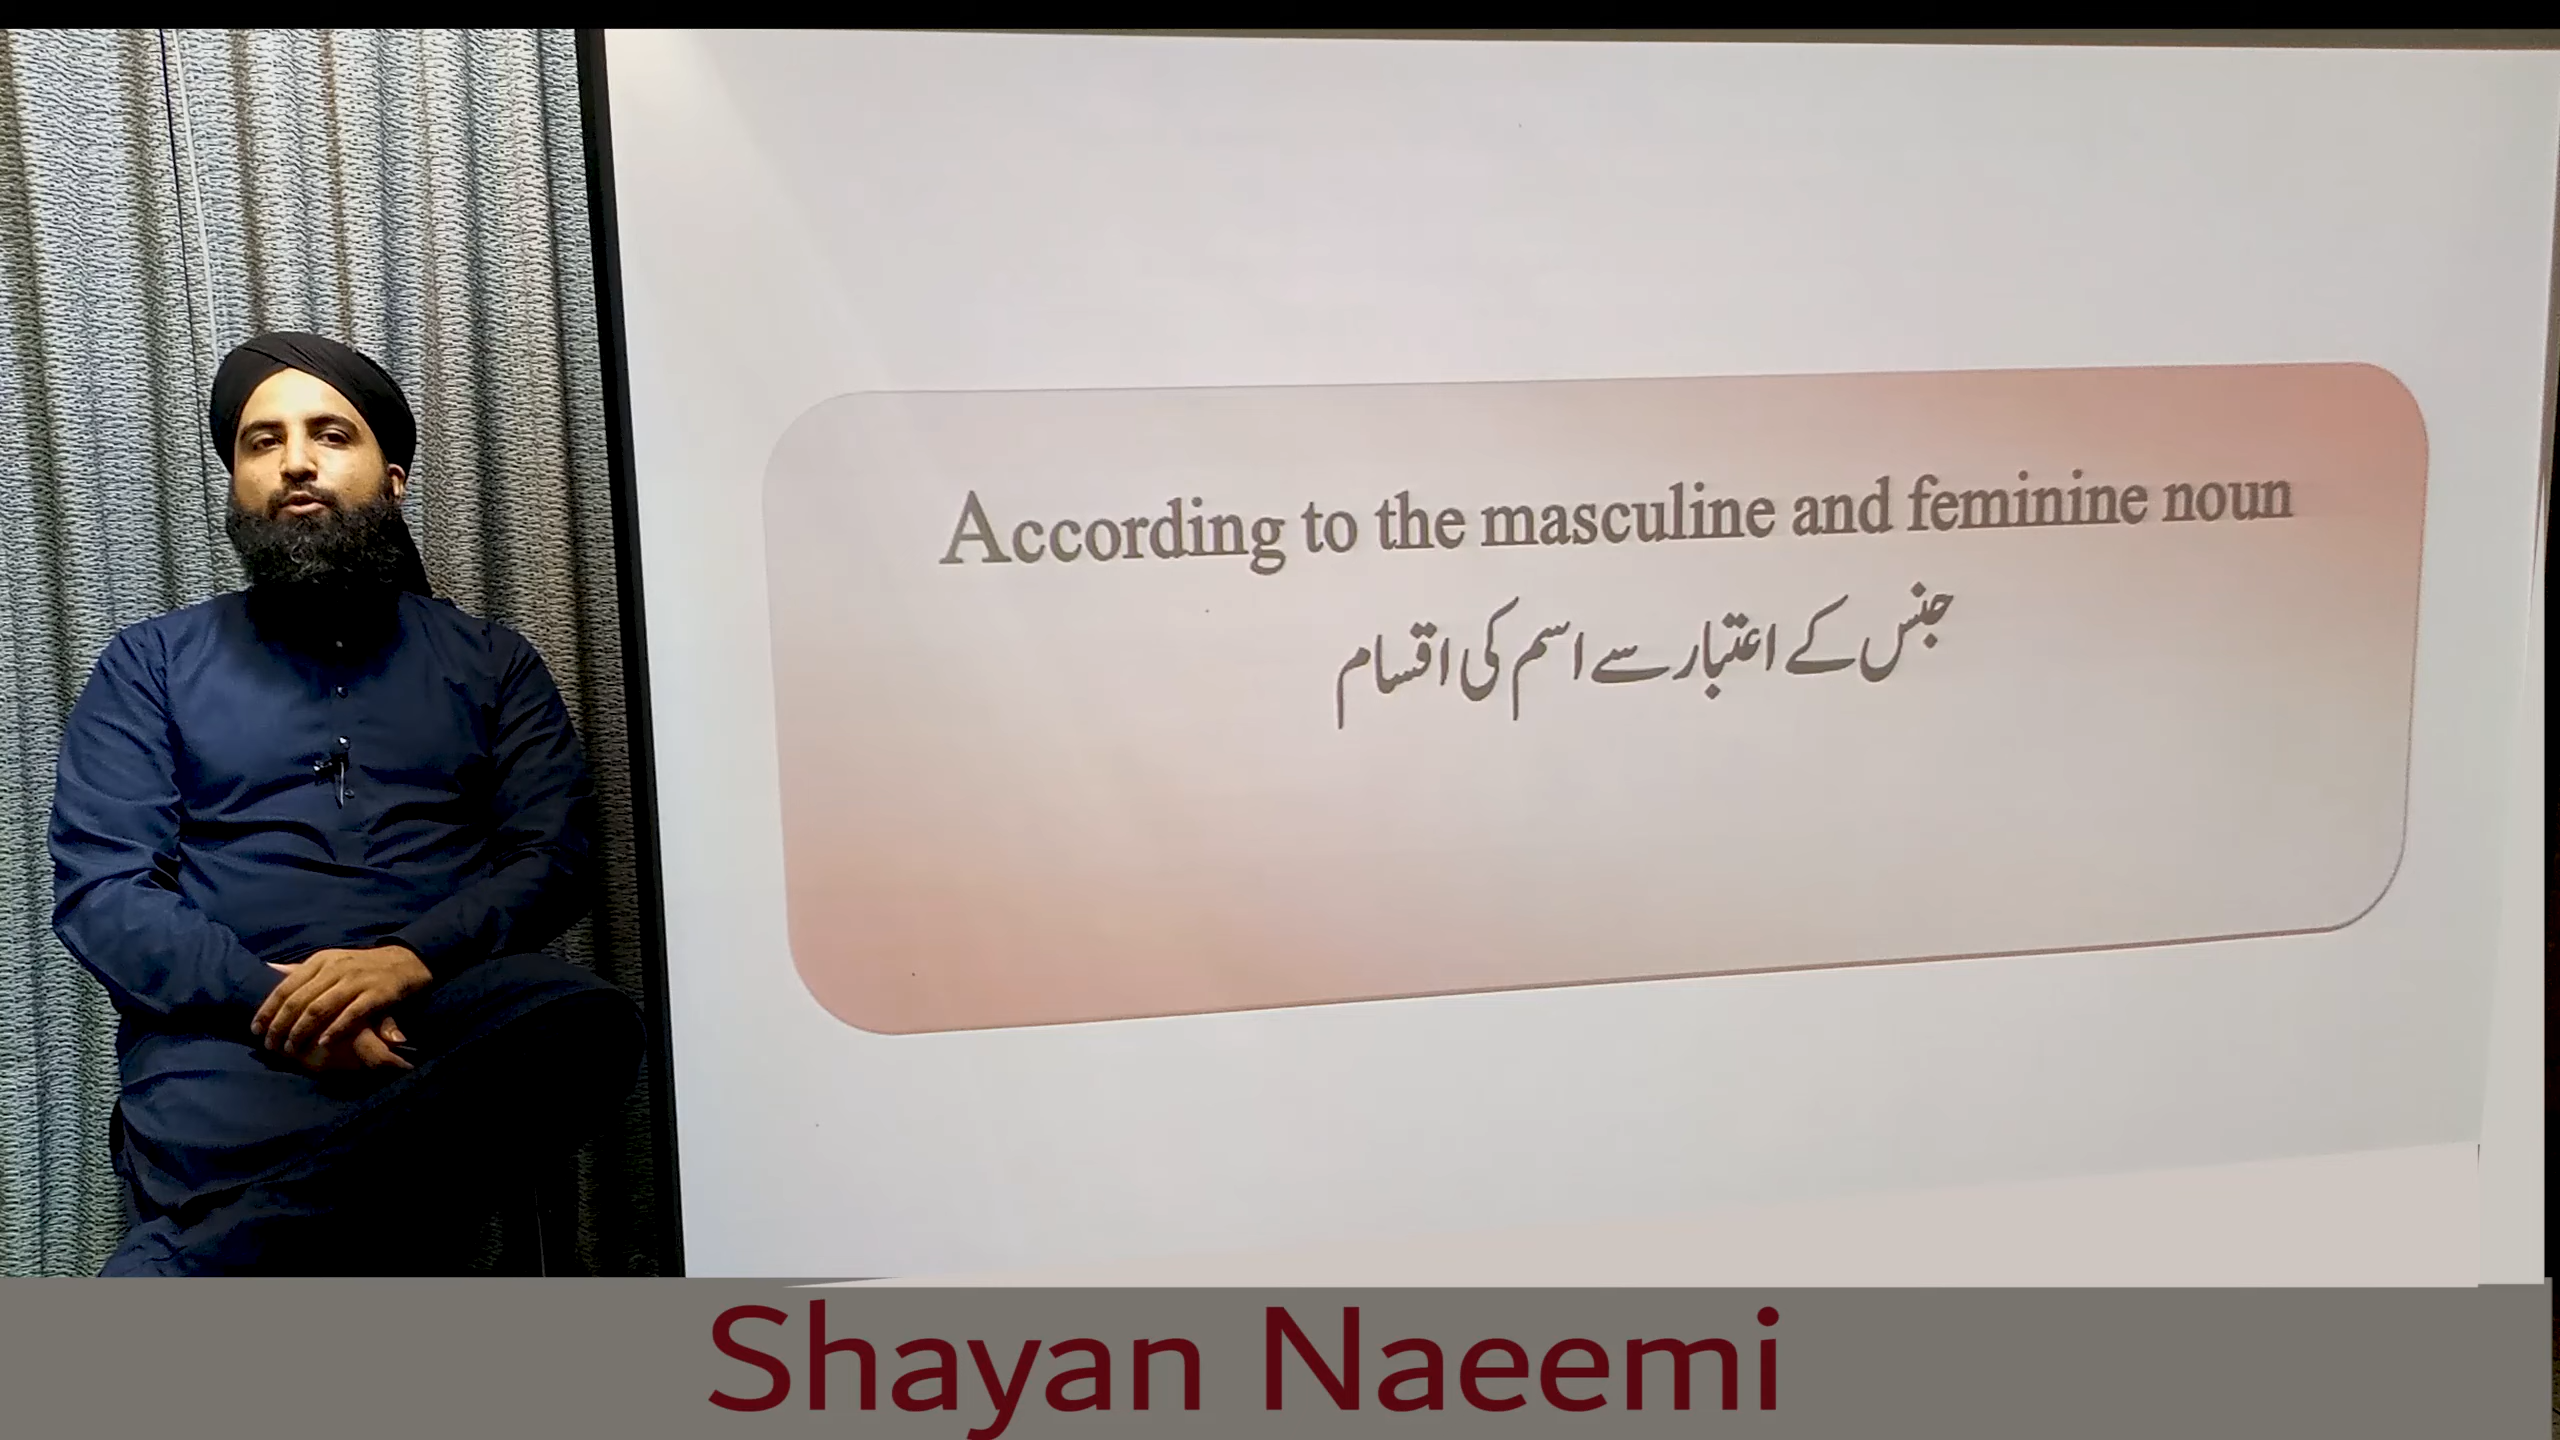 According to the masculine and feminine noun
جنس کے اعتبار سے اسم کی اقسام
Shayan Naeemi